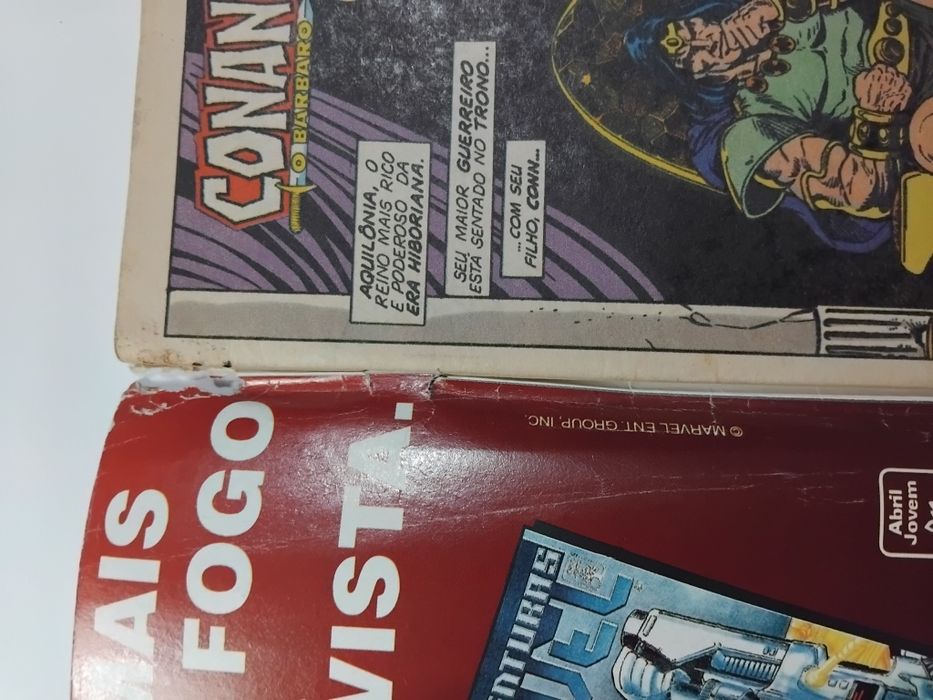 CONAN
O BÁRBARO
AQUILÔNIA, O
REINO MAIS RICO
E PODEROSO DA
ERA HIBORIANA.
SEU MAIOR GUERREIRO
ESTÁ SENTADO NO TRONO...
...COM SEU
FILHO, CONN...
MAIS
FOGO
VISTA.
© MARVEL ENT. GROUP, INC.
Abril
Jovem